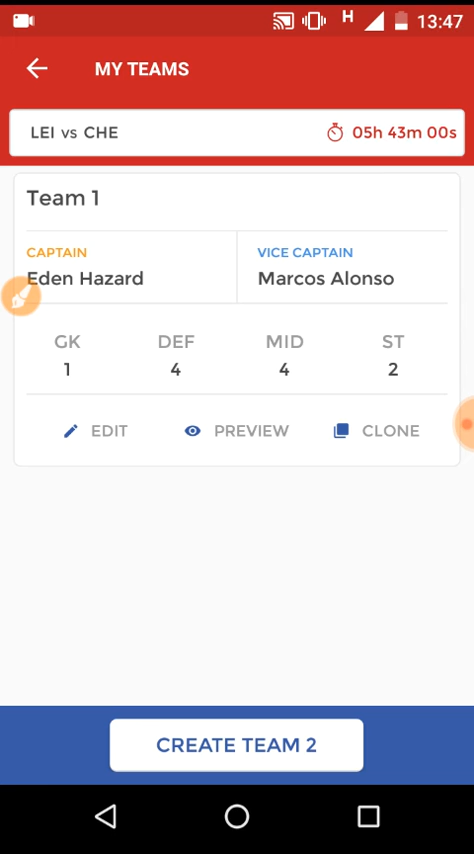 H 13:47
MY TEAMS
LEI vs CHE 05h 43m 00s
Team 1
CAPTAIN VICE CAPTAIN
Eden Hazard Marcos Alonso
GK DEF MID ST
1 4 4 2
EDIT PREVIEW CLONE
CREATE TEAM 2